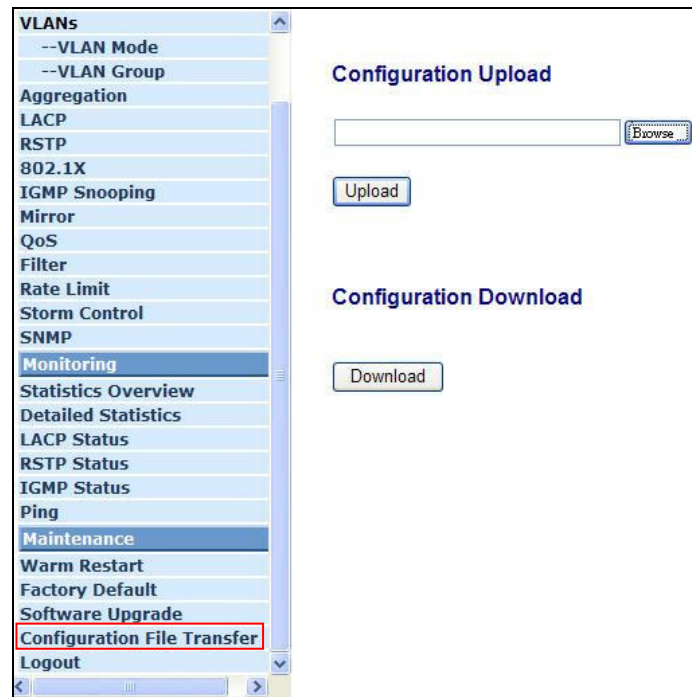 VLANs
--VLAN Mode
--VLAN Group
Aggregation
LACP
RSTP
802.1X
IGMP Snooping
Mirror
QoS
Filter
Rate Limit
Storm Control
SNMP
Monitoring
Statistics Overview
Detailed Statistics
LACP Status
RSTP Status
IGMP Status
Ping
Maintenance
Warm Restart
Factory Default
Software Upgrade
Configuration File Transfer
Logout
Configuration Upload
Browse...
Upload
Configuration Download
Download